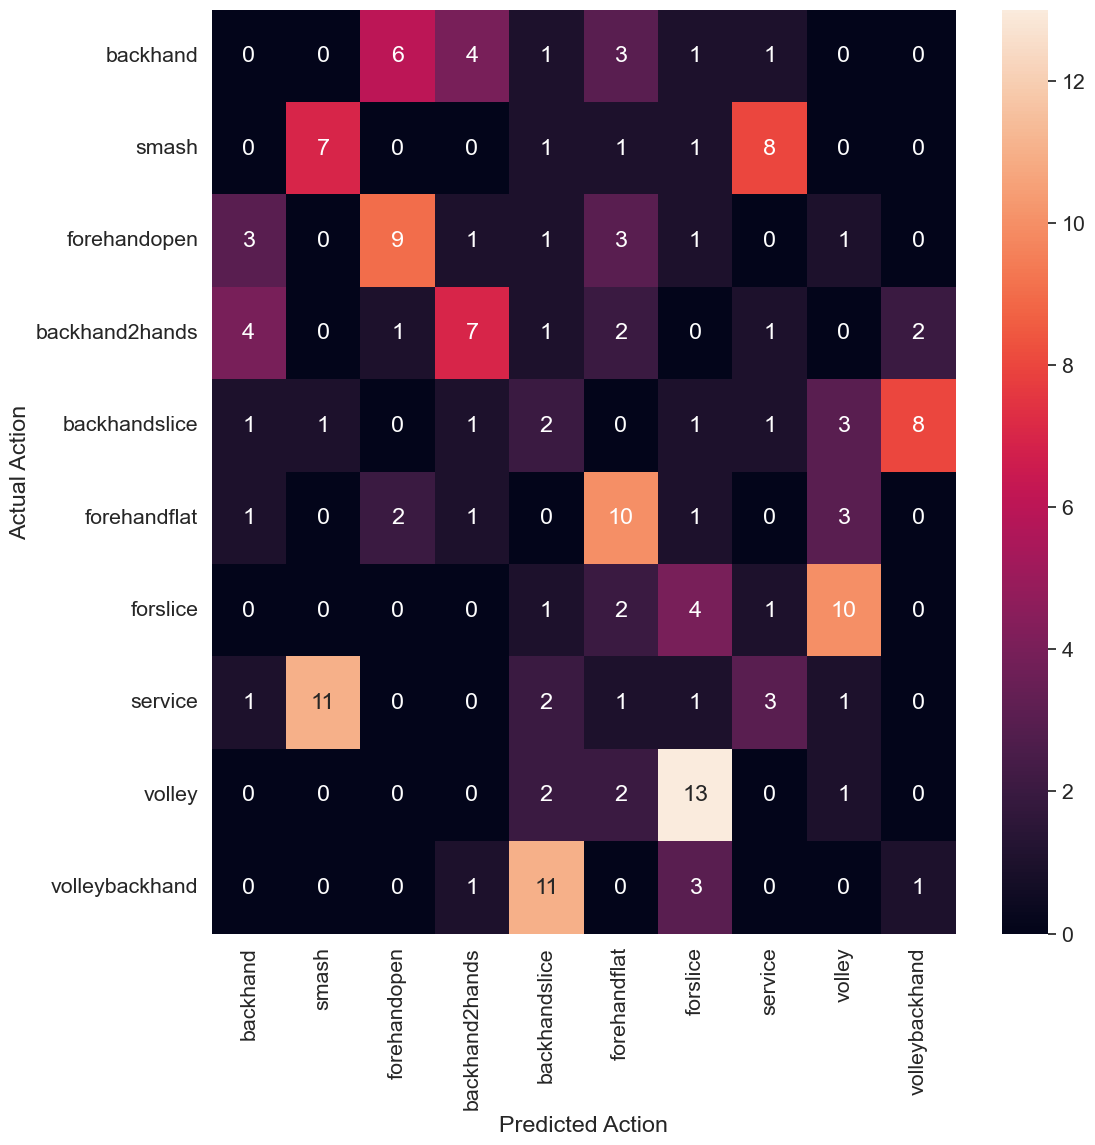 backhand 0 0 6 4 1 3 1 1 0 0
smash 0 7 0 0 1 1 1 8 0 0
forehandopen 3 0 9 1 1 3 1 0 1 0
backhand2hands 4 0 1 7 1 2 0 1 0 2
backhandslice 1 1 0 1 2 0 1 1 3 8
forehandflat 1 0 2 1 0 10 1 0 3 0
forslice 0 0 0 0 1 2 4 1 10 0
service 1 11 0 0 2 1 1 3 1 0
volley 0 0 0 0 2 2 13 0 1 0
volleybackhand 0 0 0 1 11 0 3 0 0 1
Actual Action
backhand
smash
forehandopen
backhand2hands
backhandslice
forehandflat
forslice
service
volley
volleybackhand
Predicted Action
12
10
8
6
4
2
0